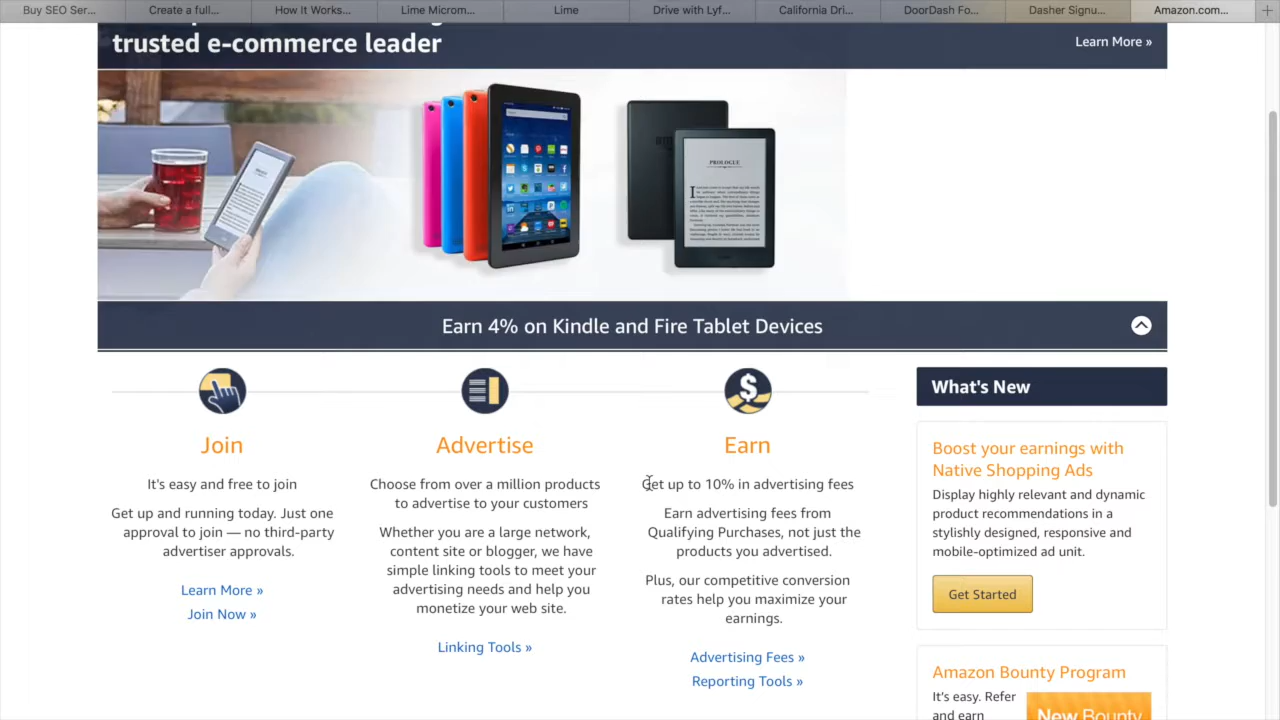 Buy SEO Ser...
Create a full...
How It Works...
Lime Microm...
Lime
Drive with Lyf...
California Dri...
DoorDash Fo...
Dasher Signu...
Amazon.com...
trusted e-commerce leader
Learn More »
PROLOGUE
Earn 4% on Kindle and Fire Tablet Devices
Join
It's easy and free to join
Get up and running today. Just one
approval to join — no third-party
advertiser approvals.
Learn More »
Join Now »
Advertise
Choose from over a million products
to advertise to your customers
Whether you are a large network,
content site or blogger, we have
simple linking tools to meet your
advertising needs and help you
monetize your web site.
Linking Tools »
Earn
Get up to 10% in advertising fees
Earn advertising fees from
Qualifying Purchases, not just the
products you advertised.
Plus, our competitive conversion
rates help you maximize your
earnings.
Advertising Fees »
Reporting Tools »
What's New
Boost your earnings with
Native Shopping Ads
Display highly relevant and dynamic
product recommendations in a
stylishly designed, responsive and
mobile-optimized ad unit.
Get Started
Amazon Bounty Program
It's easy. Refer
and earn
New Bounty